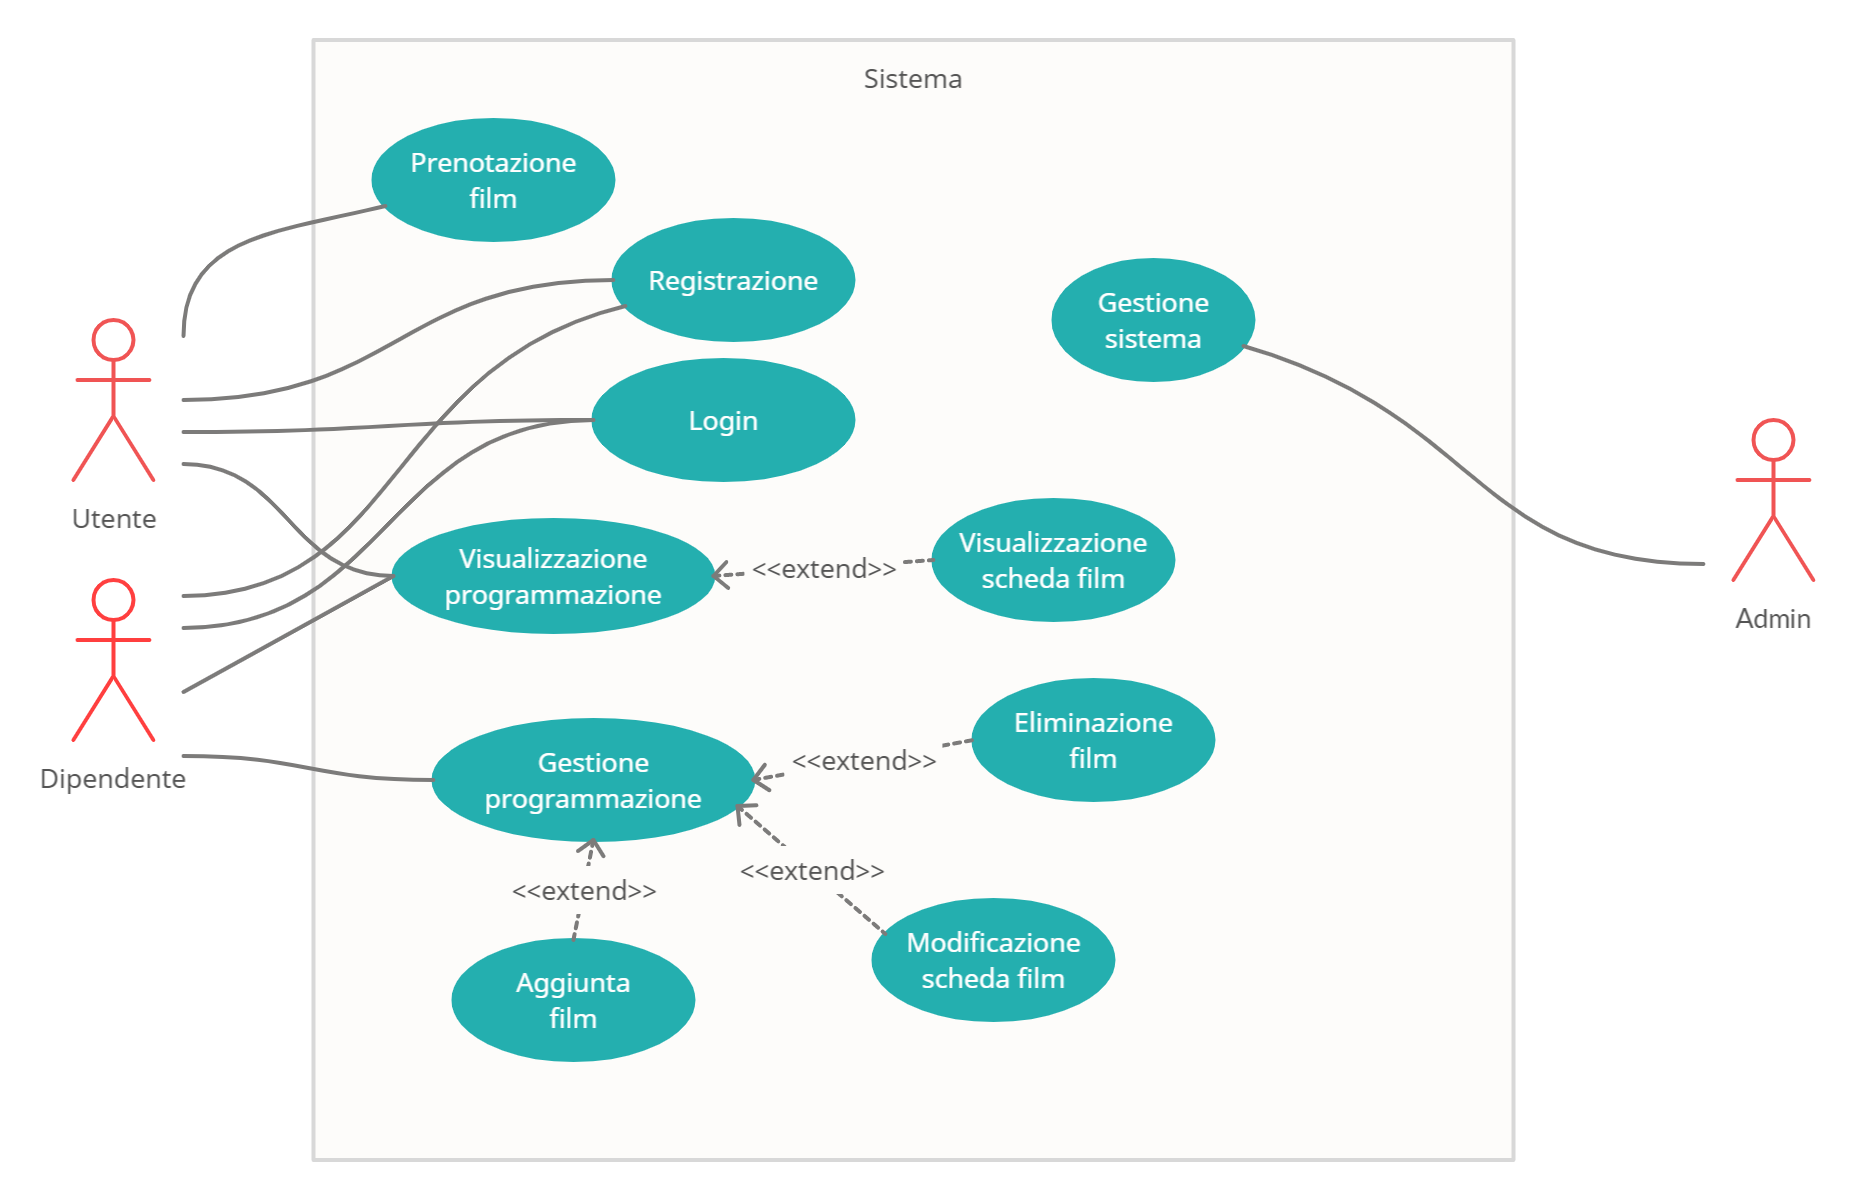 Sistema
Prenotazione
film
Registrazione
Gestione
sistema
Login
Utente
Visualizzazione
programmazione
<<extend>>
Visualizzazione
scheda film
Admin
Dipendente
Gestione
programmazione
<<extend>>
Eliminazione
film
<<extend>>
<<extend>>
Modificazione
scheda film
Aggiunta
film